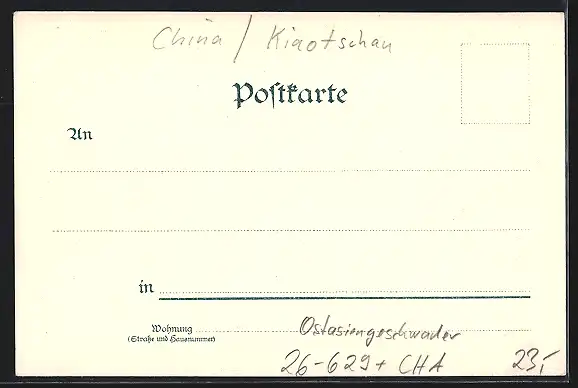 China / Kiaotschau
Poſtkarte
An
in
Wohnung
(Straße und Hausnummer)
Ostasiengeschwader
26-629+CHA 23,-